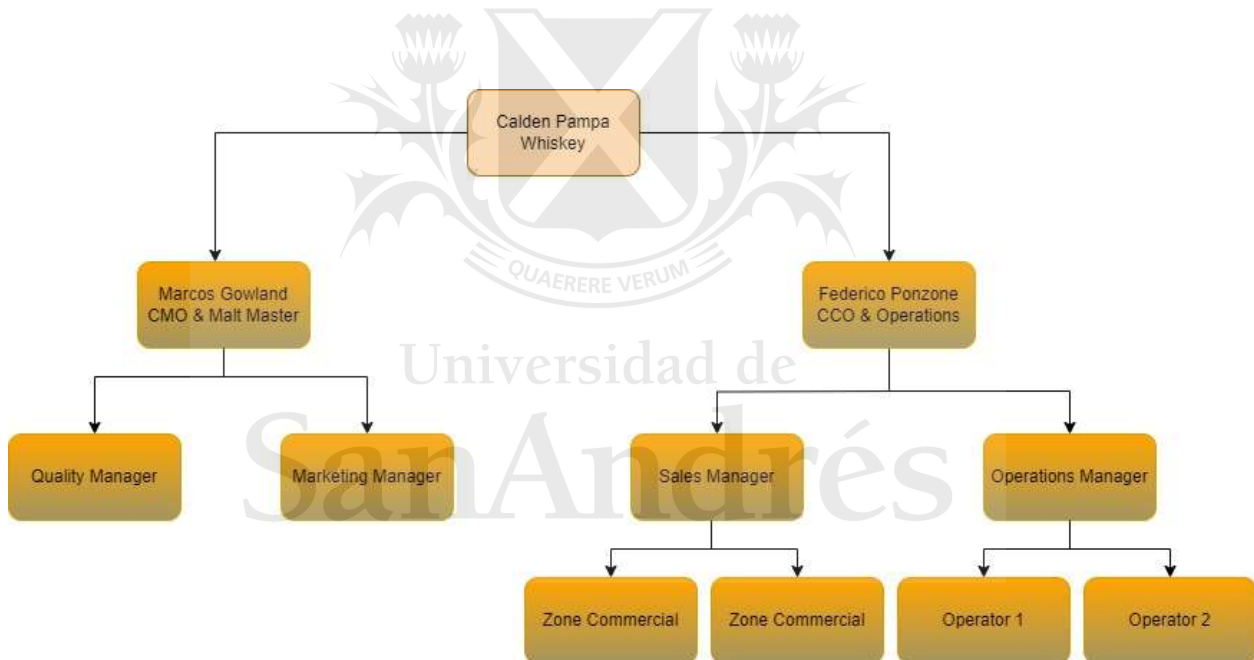 Calden Pampa
Whiskey
QUAERERE VERUM
Marcos Gowland
CMO & Malt Master
Federico Ponzone
CCO & Operations
Universidad de
SanAndrés
Quality Manager
Marketing Manager
Sales Manager
Operations Manager
Zone Commercial
Zone Commercial
Operator 1
Operator 2